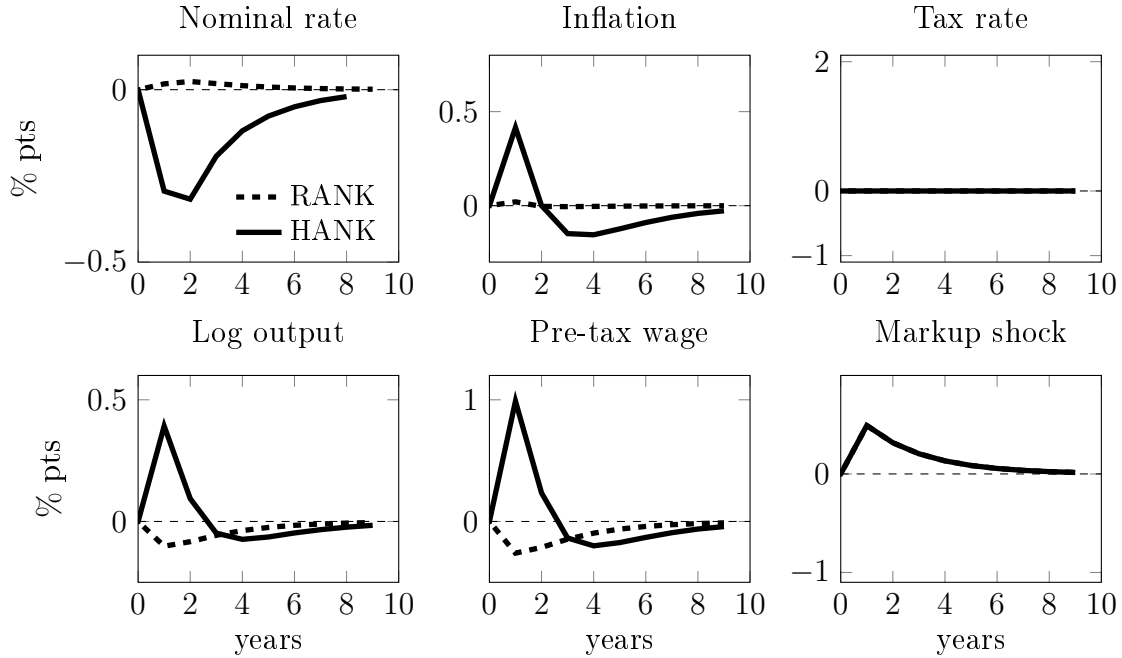 Nominal rate
Inflation
Tax rate
% pts
0
−0.5
RANK
HANK
0 2 4 6 8 10
0.5
0
0 2 4 6 8 10
2
0
−1
0 2 4 6 8 10
Log output
Pre-tax wage
Markup shock
% pts
0.5
0
0 2 4 6 8 10
years
1
0
0 2 4 6 8 10
years
0
−1
0 2 4 6 8 10